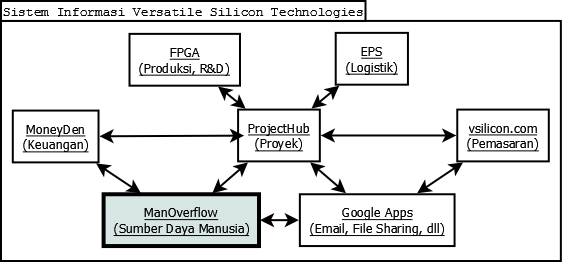 Sistem Informasi Versatile Silicon Technologies
FPGA
(Produksi, R&D)
EPS
(Logistik)
MoneyDen
(Keuangan)
ProjectHub
(Proyek)
vsilicon.com
(Pemasaran)
ManOverflow
(Sumber Daya Manusia)
Google Apps
(Email, File Sharing, dll)